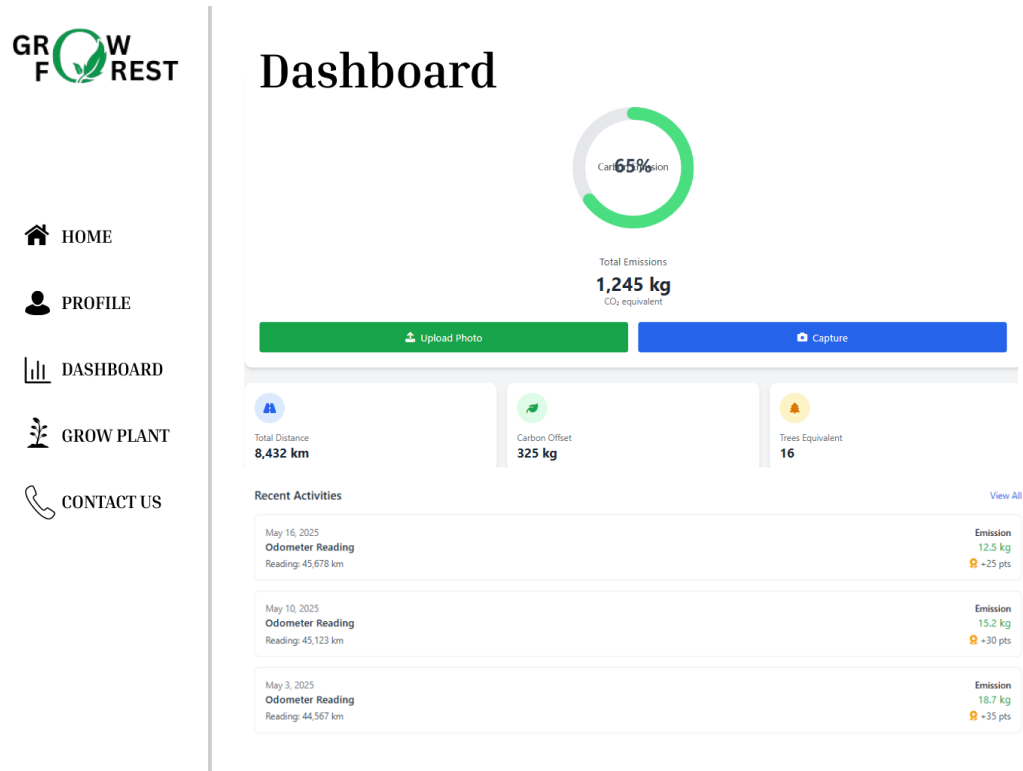 GROW
FOREST
HOME
PROFILE
DASHBOARD
GROW PLANT
CONTACT US
Dashboard
Carbon Emission
65%
Total Emissions
1,245 kg
CO₂ equivalent
Upload Photo
Capture
Total Distance
8,432 km
Carbon Offset
325 kg
Trees Equivalent
16
Recent Activities
View All
May 16, 2025
Odometer Reading
Reading: 45,678 km
Emission
12.5 kg
+25 pts
May 10, 2025
Odometer Reading
Reading: 45,123 km
Emission
15.2 kg
+30 pts
May 3, 2025
Odometer Reading
Reading: 44,567 km
Emission
18.7 kg
+35 pts